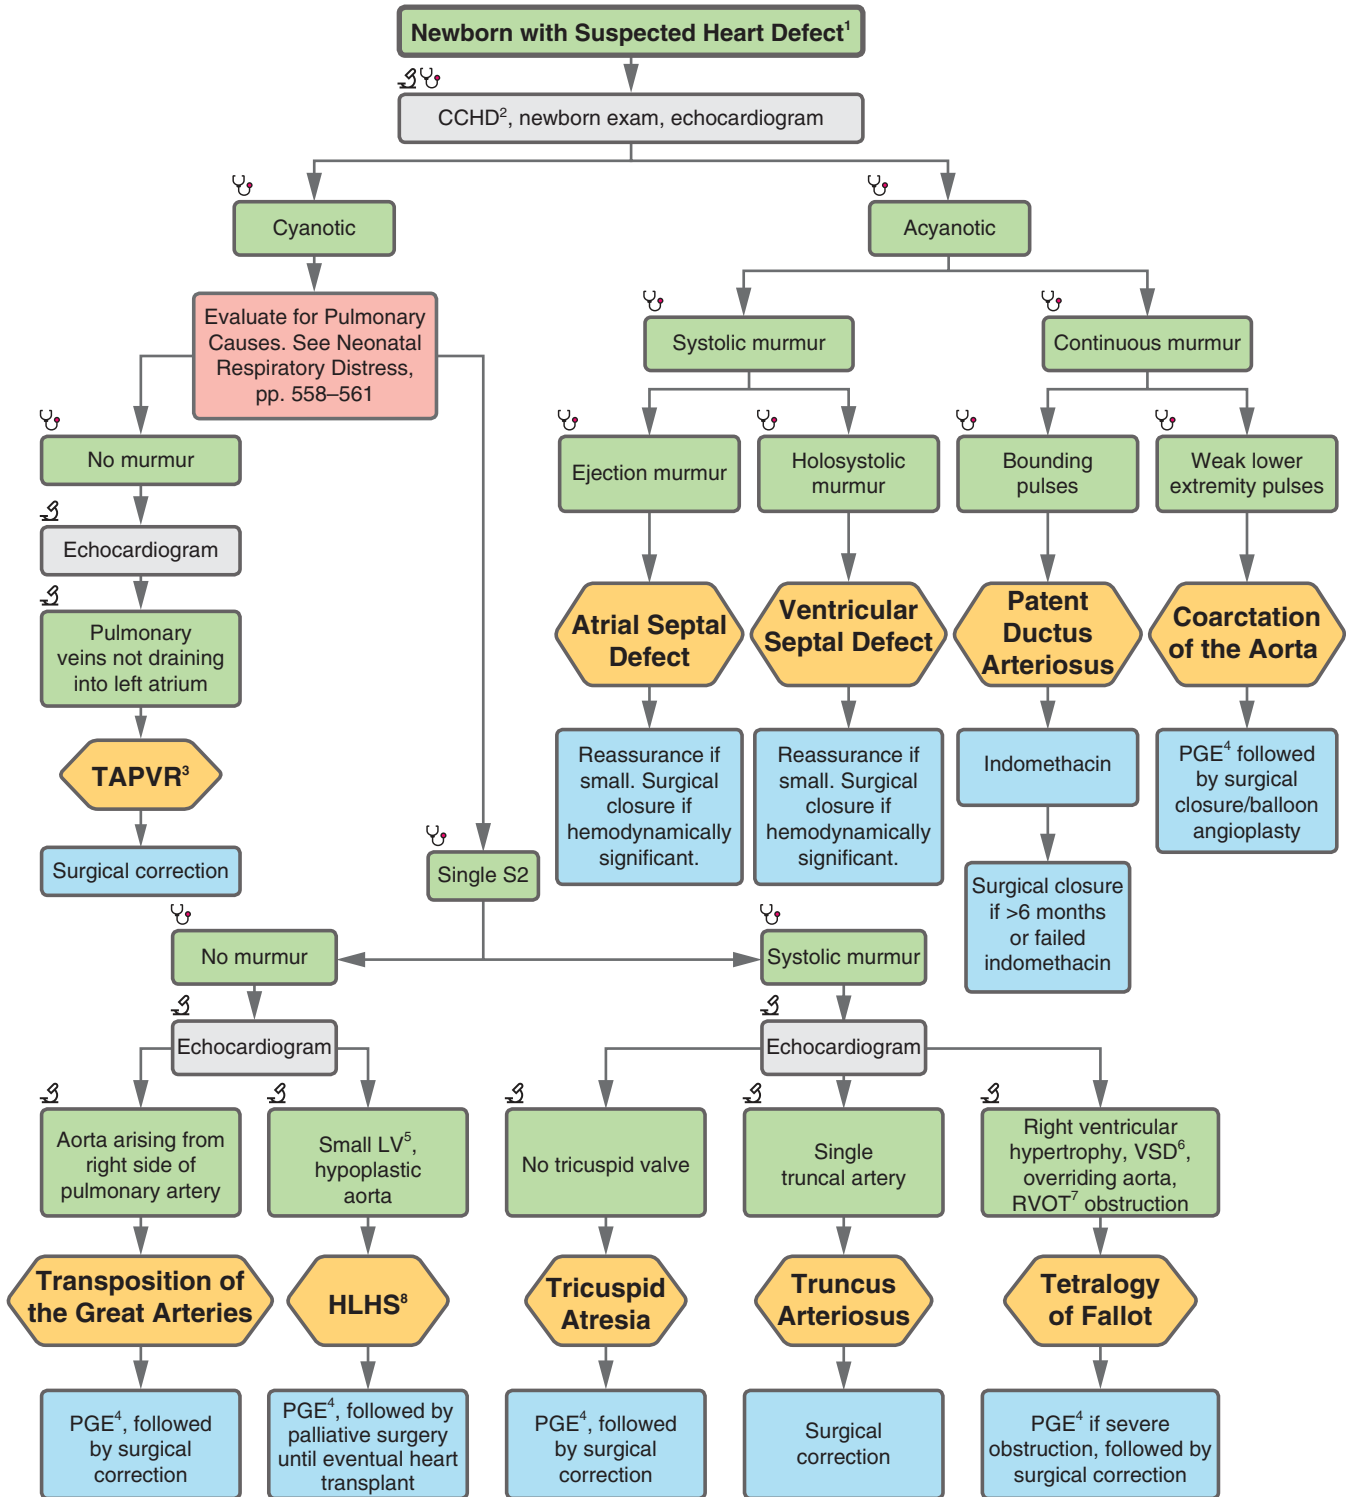 Newborn with Suspected Heart Defect¹
CCHD², newborn exam, echocardiogram
Cyanotic
Acyanotic
Evaluate for Pulmonary
Causes. See Neonatal
Respiratory Distress,
pp. 558–561
Systolic murmur
Continuous murmur
No murmur
Ejection murmur
Holosystolic
murmur
Bounding
pulses
Weak lower
extremity pulses
Echocardiogram
Pulmonary
veins not draining
into left atrium
Atrial Septal
Defect
Ventricular
Septal Defect
Patent
Ductus
Arteriosus
Coarctation
of the Aorta
TAPVR³
Reassurance if
small. Surgical
closure if
hemodynamically
significant.
Reassurance if
small. Surgical
closure if
hemodynamically
significant.
Indomethacin
PGE⁴ followed
by surgical
closure/balloon
angioplasty
Surgical correction
Single S2
Surgical closure
if >6 months
or failed
indomethacin
No murmur
Systolic murmur
Echocardiogram
Echocardiogram
Aorta arising from
right side of
pulmonary artery
Small LV⁵,
hypoplastic
aorta
No tricuspid valve
Single
truncal artery
Right ventricular
hypertrophy, VSD⁶,
overriding aorta,
RVOT⁷ obstruction
Transposition of
the Great Arteries
HLHS⁸
Tricuspid
Atresia
Truncus
Arteriosus
Tetralogy
of Fallot
PGE⁴, followed
by surgical
correction
PGE⁴, followed by
palliative surgery
until eventual heart
transplant
PGE⁴, followed
by surgical
correction
Surgical
correction
PGE⁴ if severe
obstruction, followed by
surgical correction